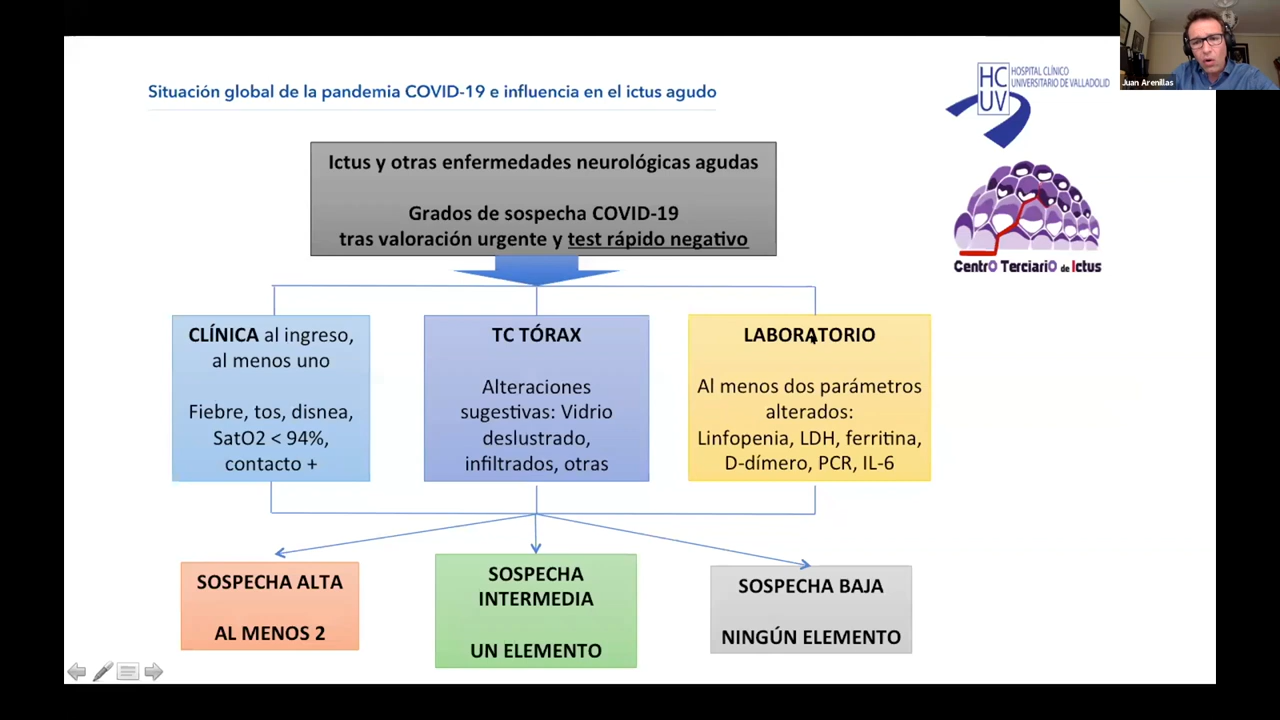 Juan Arenillas
Situación global de la pandemia COVID-19 e influencia en el ictus agudo
HC
UV
HOSPITAL CLÍNICO
UNIVERSITARIO DE VALLADOLID
Centro Terciario de Ictus
Ictus y otras enfermedades neurológicas agudas
Grados de sospecha COVID-19
tras valoración urgente y test rápido negativo
CLÍNICA al ingreso,
al menos uno
Fiebre, tos, disnea,
SatO2 < 94%,
contacto +
TC TÓRAX
Alteraciones
sugestivas: Vidrio
deslustrado,
infiltrados, otras
LABORATORIO
Al menos dos parámetros
alterados:
Linfopenia, LDH, ferritina,
D-dímero, PCR, IL-6
SOSPECHA ALTA
AL MENOS 2
SOSPECHA
INTERMEDIA
UN ELEMENTO
SOSPECHA BAJA
NINGÚN ELEMENTO